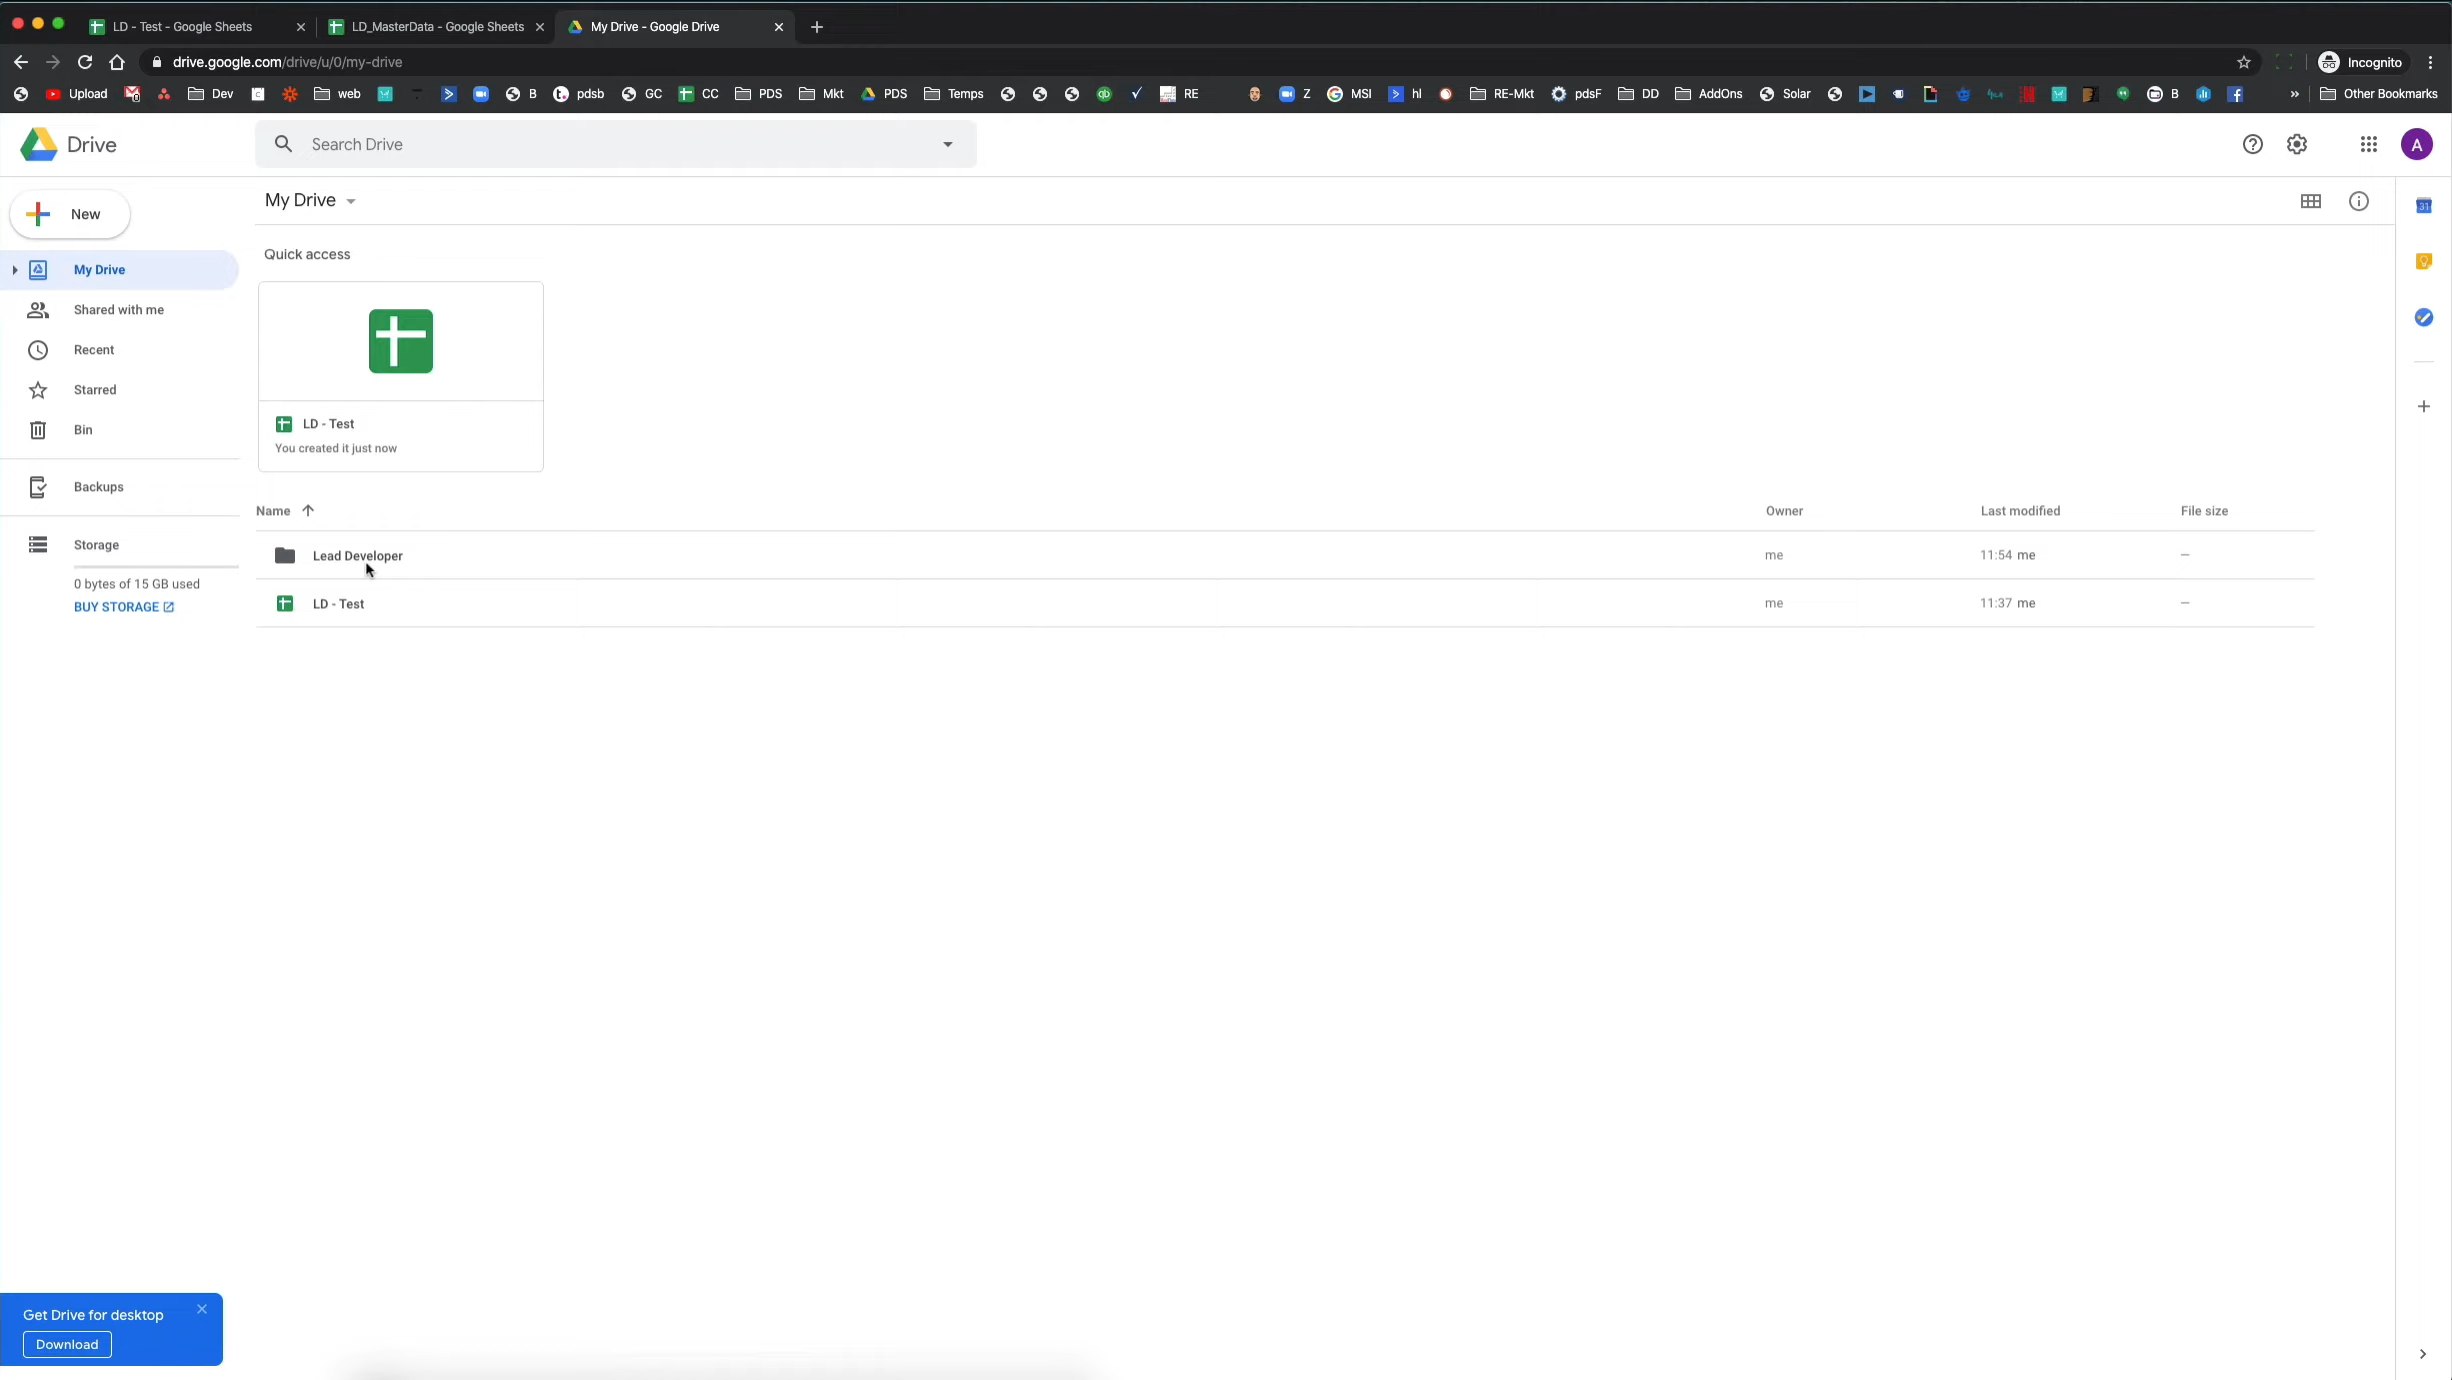 LD - Test - Google Sheets
LD_MasterData - Google Sheets
My Drive - Google Drive
drive.google.com/drive/u/0/my-drive
Incognito
Upload Dev web B pdsb GC CC PDS Mkt PDS Temps RE Z MSI hl RE-Mkt pdsF DD AddOns Solar B Other Bookmarks
Drive
Search Drive
A
New
My Drive
Shared with me
Recent
Starred
Bin
Backups
Storage
0 bytes of 15 GB used
BUY STORAGE
My Drive
Quick access
LD - Test
You created it just now
Name Owner Last modified File size
Lead Developer me 11:54 me –
LD - Test me 11:37 me –
31
Get Drive for desktop
Download